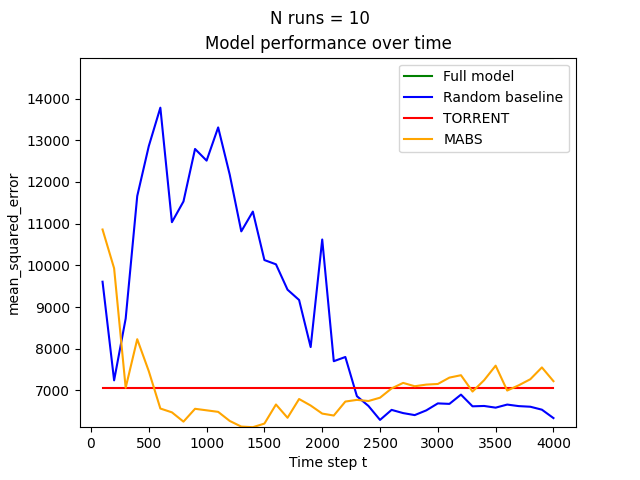 N runs = 10
Model performance over time
Full model
Random baseline
TORRENT
MABS
mean_squared_error
14000
13000
12000
11000
10000
9000
8000
7000
0
500
1000
1500
2000
2500
3000
3500
4000
Time step t